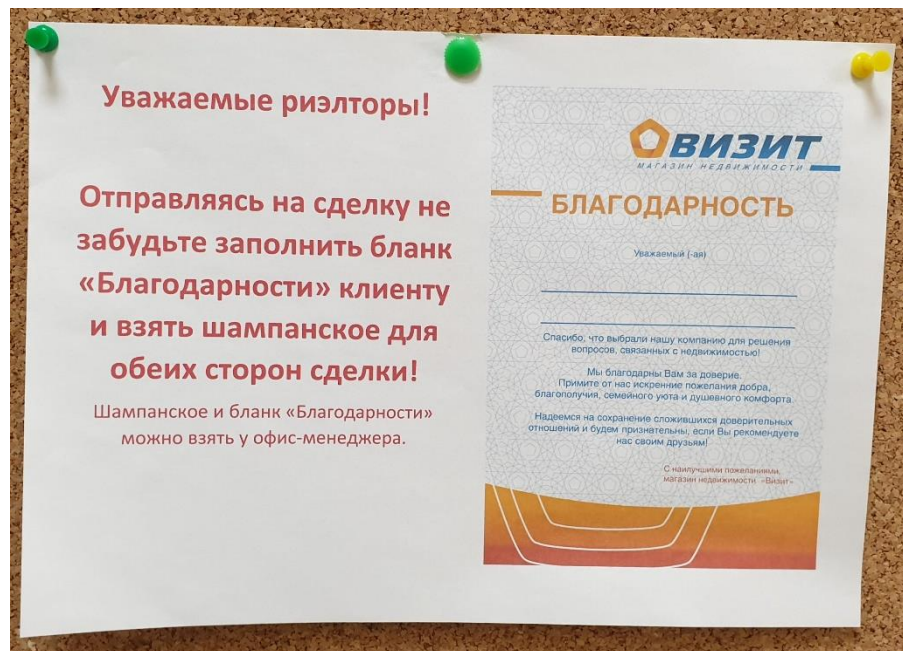 Уважаемые риэлторы!
Отправляясь на сделку не
забудьте заполнить бланк
«Благодарности» клиенту
и взять шампанское для
обеих сторон сделки!
Шампанское и бланк «Благодарности»
можно взять у офис-менеджера.
ВИЗИТ
МАГАЗИН НЕДВИЖИМОСТИ
БЛАГОДАРНОСТЬ
Уважаемый (-ая)
Спасибо, что выбрали нашу компанию для решения
вопросов, связанных с недвижимостью!
Мы благодарны Вам за доверие.
Примите от нас искренние пожелания добра,
благополучия, семейного уюта и душевного комфорта.
Надеемся на сохранение сложившихся доверительных
отношений и будем признательны, если Вы рекомендуете
нас своим друзьям!
С наилучшими пожеланиями,
магазин недвижимости «Визит»